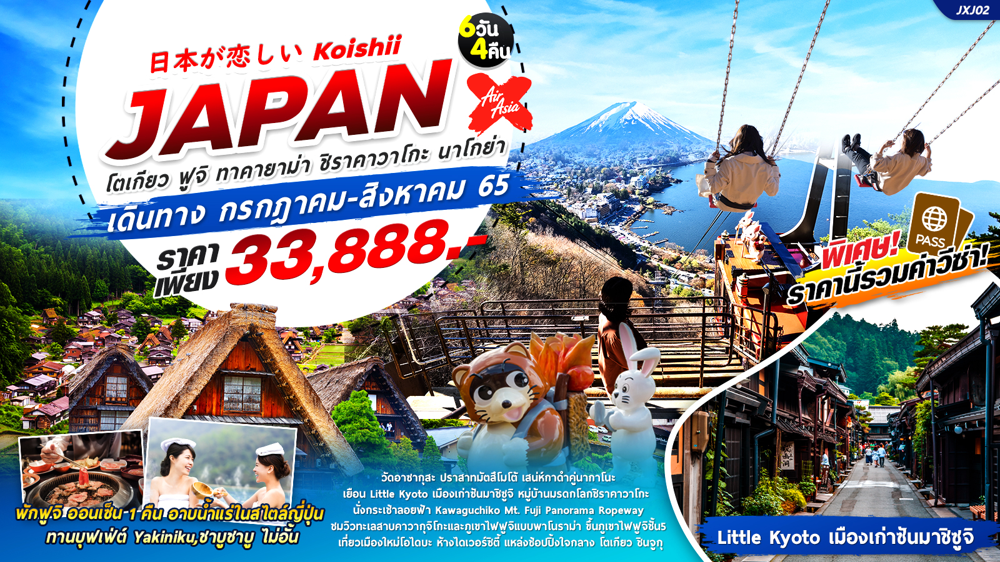 JXJ02
6วัน
4คืน
日本が恋しい Koishii
JAPAN
Air
Asia
โตเกียว ฟูจิ ทาคายาม่า ชิราคาวาโกะ นาโกย่า
เดินทาง กรกฎาคม-สิงหาคม 65
ราคา
เพียง 33,888.-
PASS
พิเศษ!
ราคานี้รวมค่าวีซ่า!
วัดอาซากุสะ ปราสาทมัตสึโมโต้ เสน่ห์กาดำคู่นากาโนะ
เยือน Little Kyoto เมืองเก่าซันมาชิซูจิ หมู่บ้านมรดกโลกชิราคาวาโกะ
นั่งกระเช้าลอยฟ้า Kawaguchiko Mt. Fuji Panorama Ropeway
ชมวิวทะเลสาบคาวากุจิโกะและภูเขาไฟฟูจิแบบพาโนราม่า ขึ้นภูเขาไฟฟูจิชั้น5
เที่ยวเมืองใหม่โอไดบะ ห้างไดเวอร์ซิตี้ แหล่งช้อปปิ้งใจกลาง โตเกียว ชินจูกุ
พักฟูจิ ออนเซ็น 1 คืน อาบน้ำแร่ในสไตล์ญี่ปุ่น
ทานบุฟเฟ่ต์ Yakiniku,ชาบูชาบู ไม่อั้น
Little Kyoto เมืองเก่าซันมาชิซูจิ